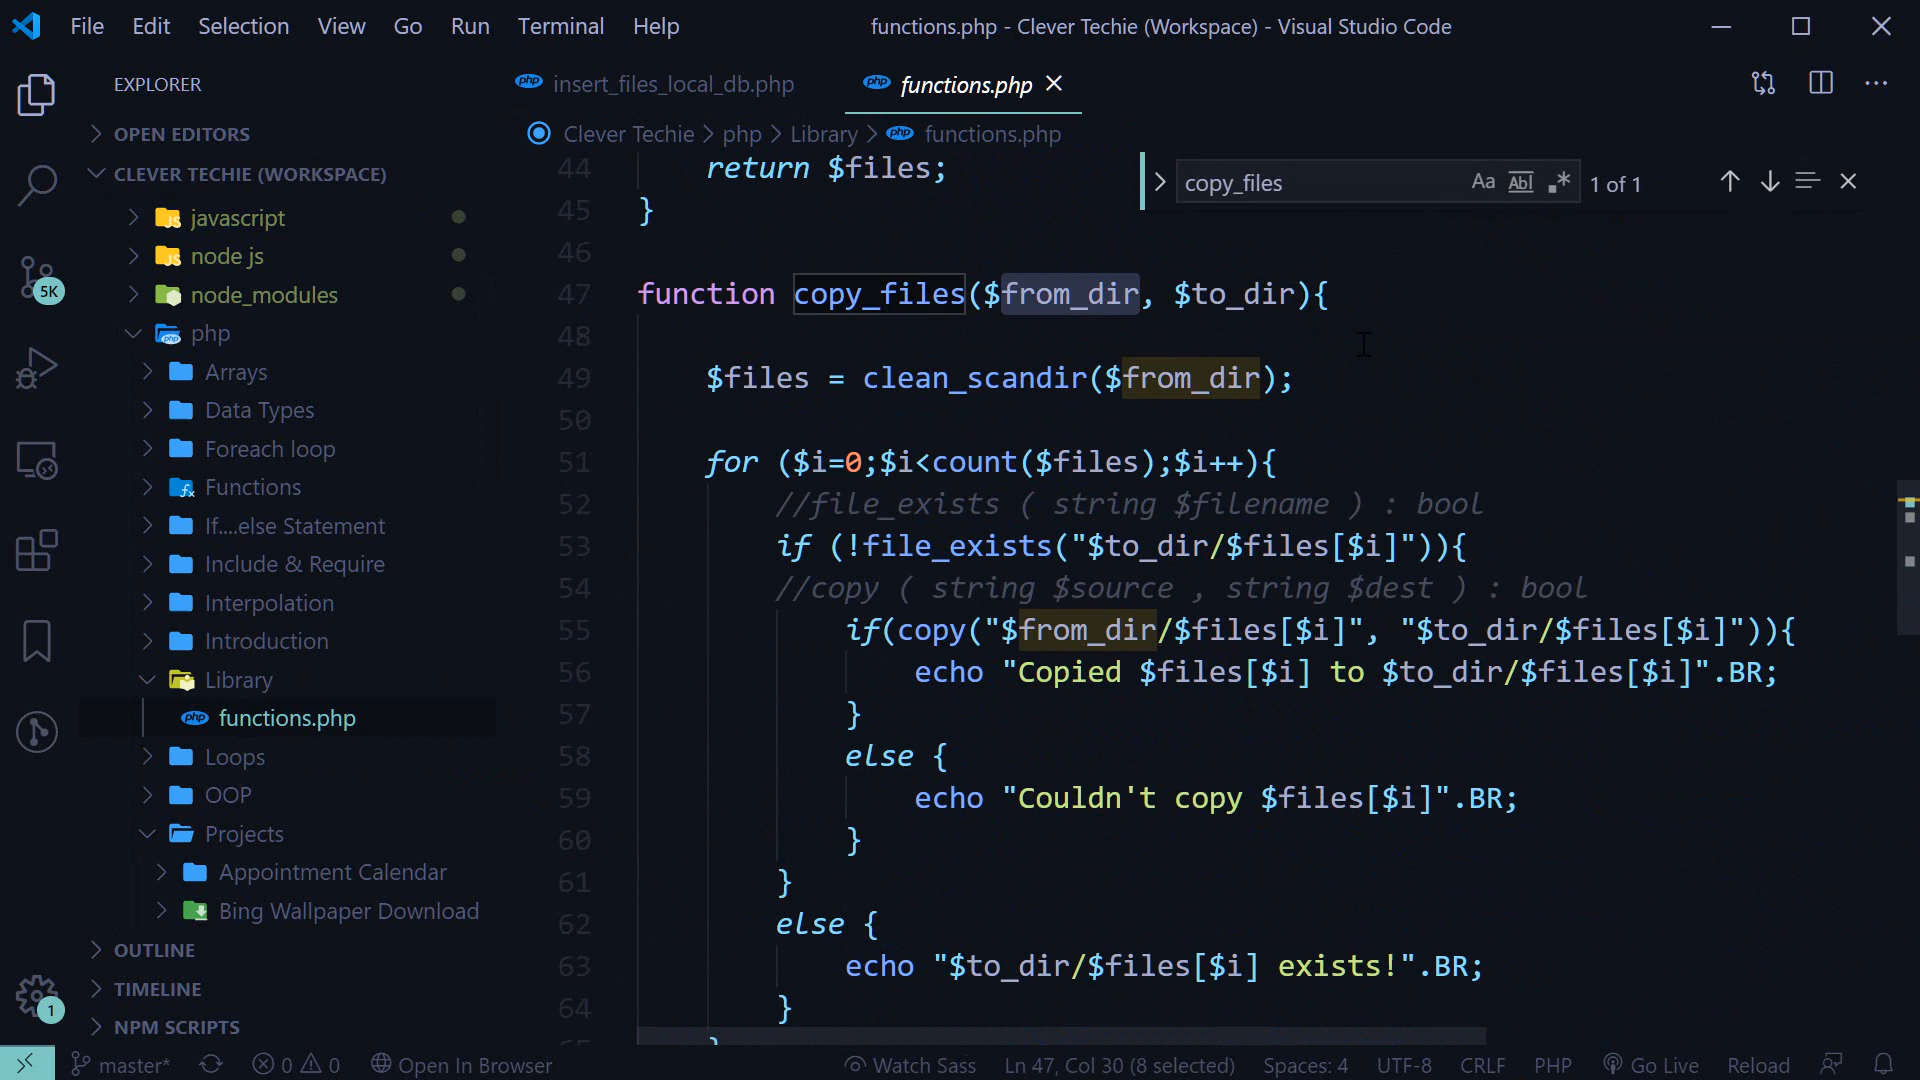 File Edit Selection View Go Run Terminal Help
functions.php - Clever Techie (Workspace) - Visual Studio Code
EXPLORER
OPEN EDITORS
CLEVER TECHIE (WORKSPACE)
javascript
node js
node_modules
php
Arrays
Data Types
Foreach loop
Functions
If....else Statement
Include & Require
Interpolation
Introduction
Library
functions.php
Loops
OOP
Projects
Appointment Calendar
Bing Wallpaper Download
OUTLINE
TIMELINE
NPM SCRIPTS
5K
1
insert_files_local_db.php
functions.php
Clever Techie > php > Library > functions.php
copy_files Aa Abl .* 1 of 1
44 return $files;
45 }
46
47 function copy_files($from_dir, $to_dir){
48
49 $files = clean_scandir($from_dir);
50
51 for ($i=0;$i<count($files);$i++){
52 //file_exists ( string $filename ) : bool
53 if (!file_exists("$to_dir/$files[$i]")){
54 //copy ( string $source , string $dest ) : bool
55 if(copy("$from_dir/$files[$i]", "$to_dir/$files[$i]")){
56 echo "Copied $files[$i] to $to_dir/$files[$i]".BR;
57 }
58 else {
59 echo "Couldn't copy $files[$i]".BR;
60 }
61 }
62 else {
63 echo "$to_dir/$files[$i] exists!".BR;
64 }
65 }
master* 0 0 Open In Browser Watch Sass Ln 47, Col 30 (8 selected) Spaces: 4 UTF-8 CRLF PHP Go Live Reload